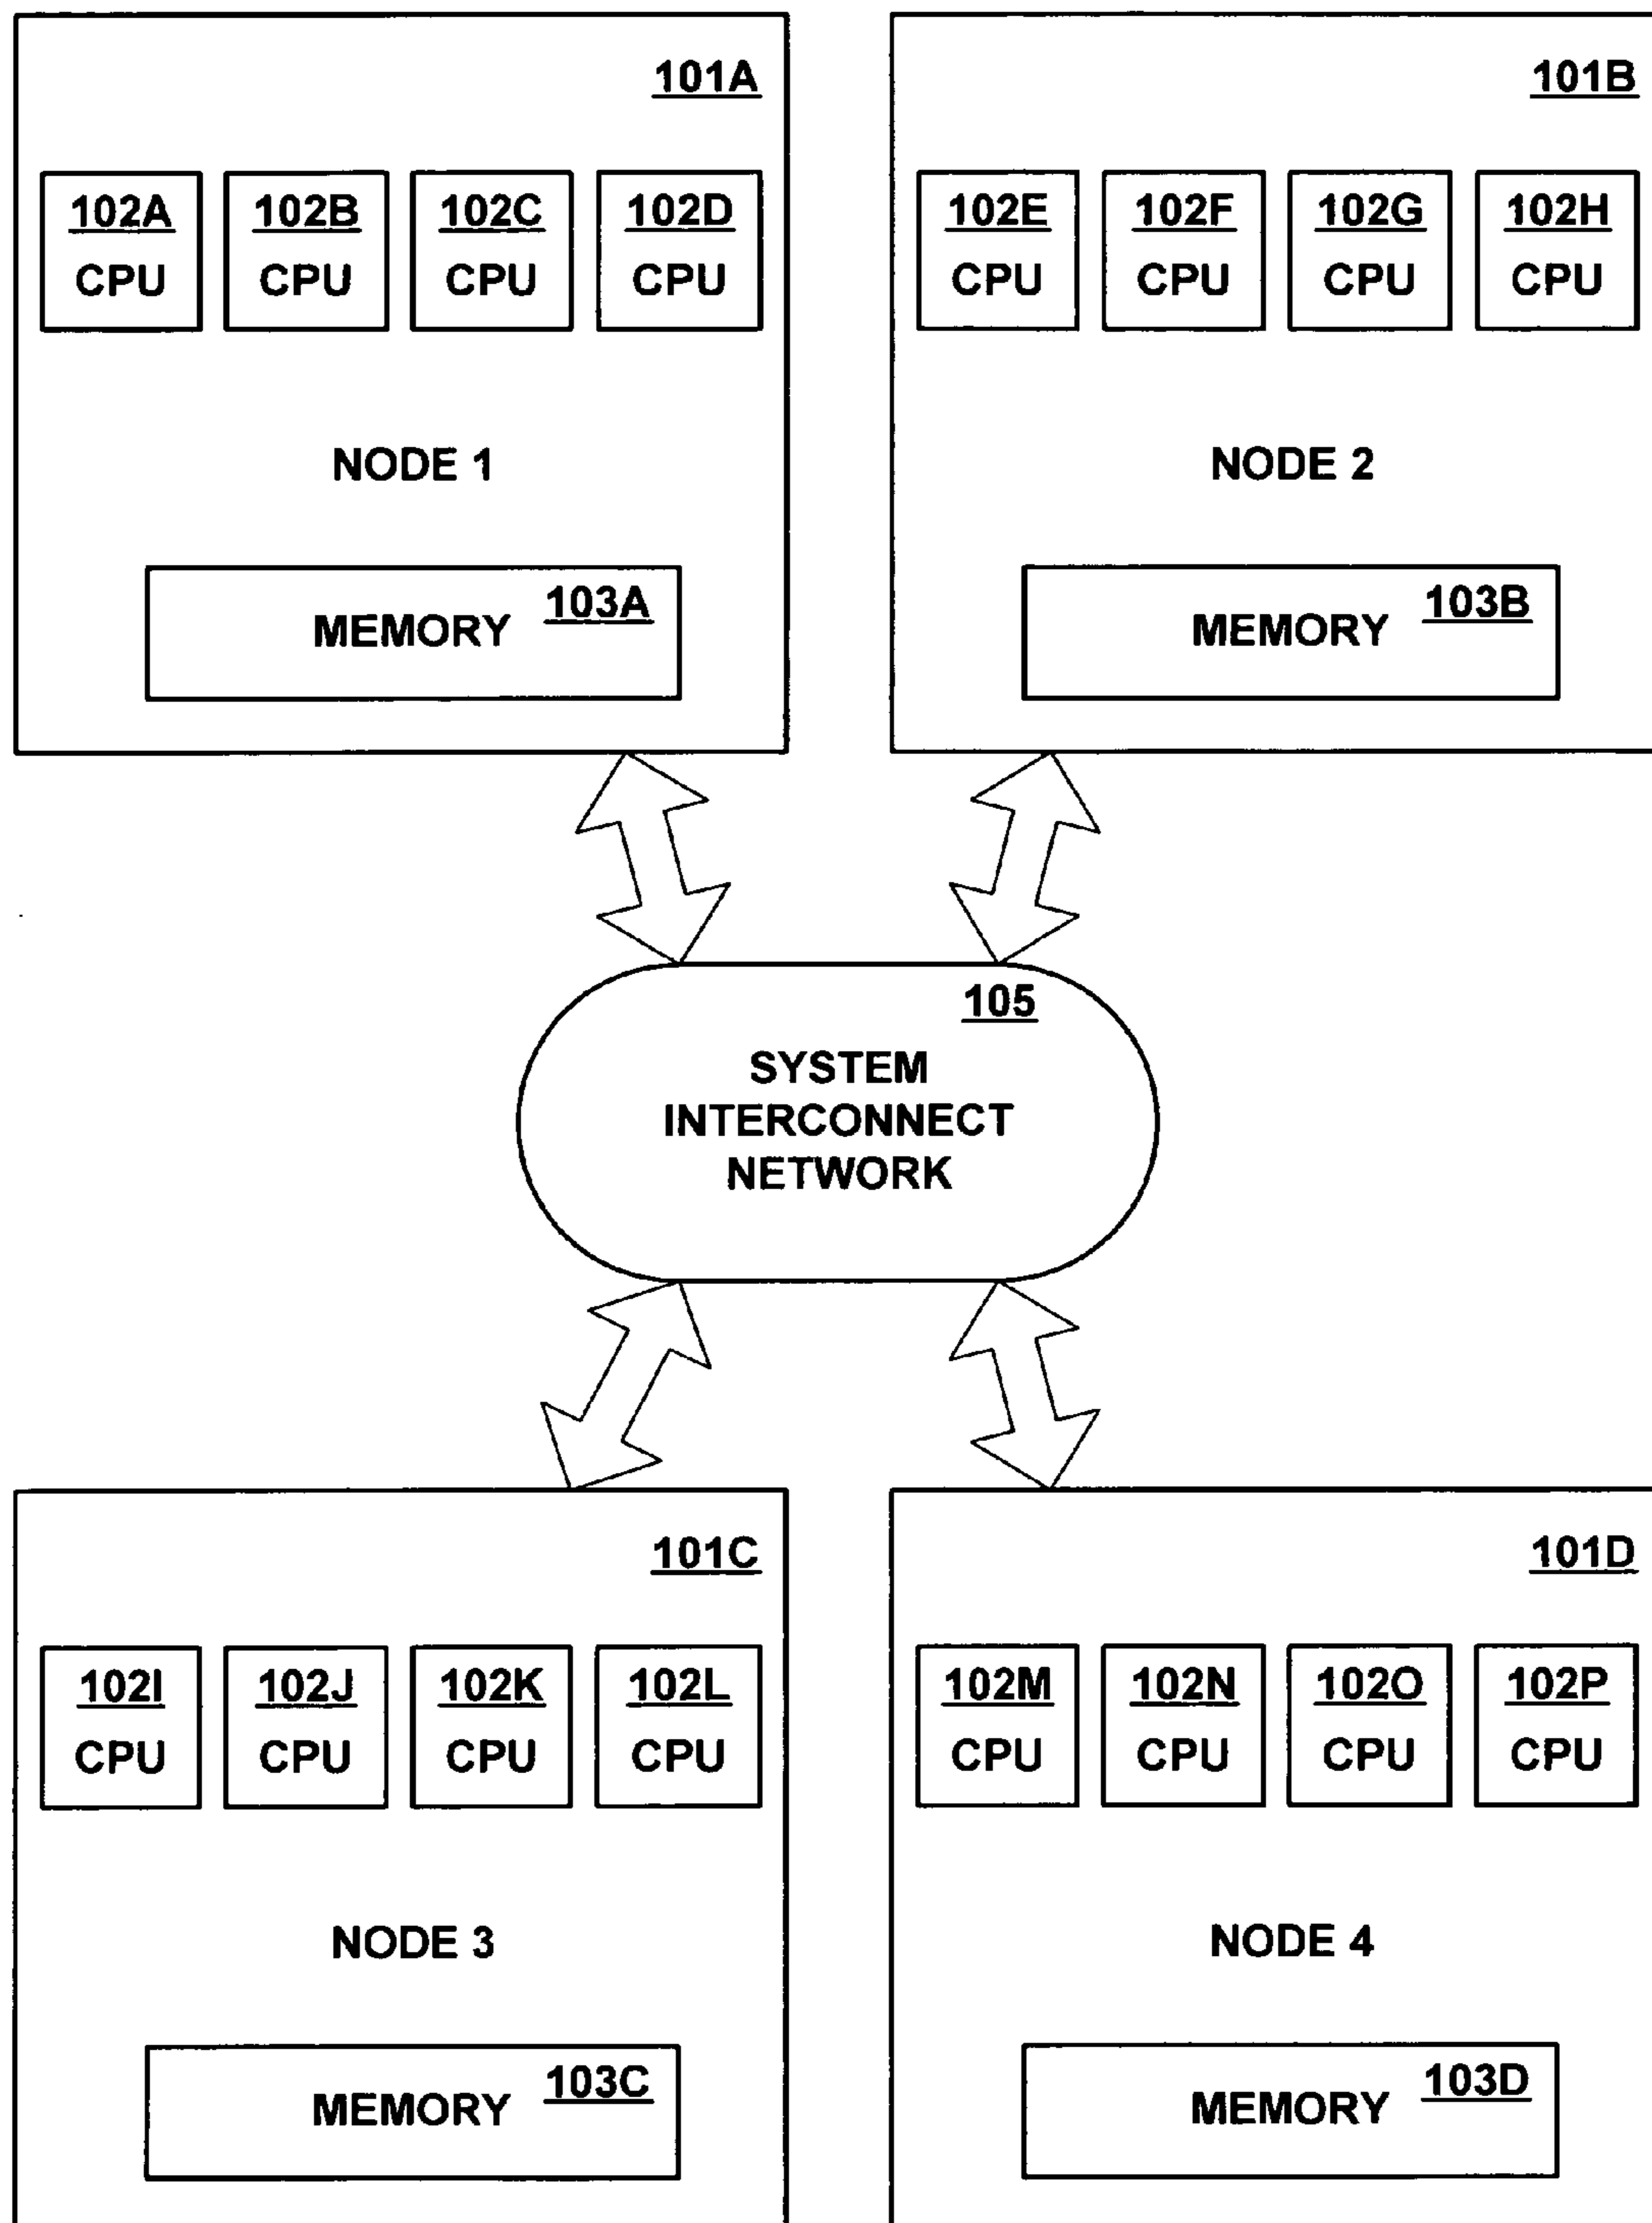 101A
102A 102B 102C 102D
CPU CPU CPU CPU
NODE 1
103A
MEMORY
101B
102E 102F 102G 102H
CPU CPU CPU CPU
NODE 2
103B
MEMORY
105
SYSTEM
INTERCONNECT
NETWORK
101C
102I 102J 102K 102L
CPU CPU CPU CPU
NODE 3
103C
MEMORY
101D
102M 102N 102O 102P
CPU CPU CPU CPU
NODE 4
103D
MEMORY